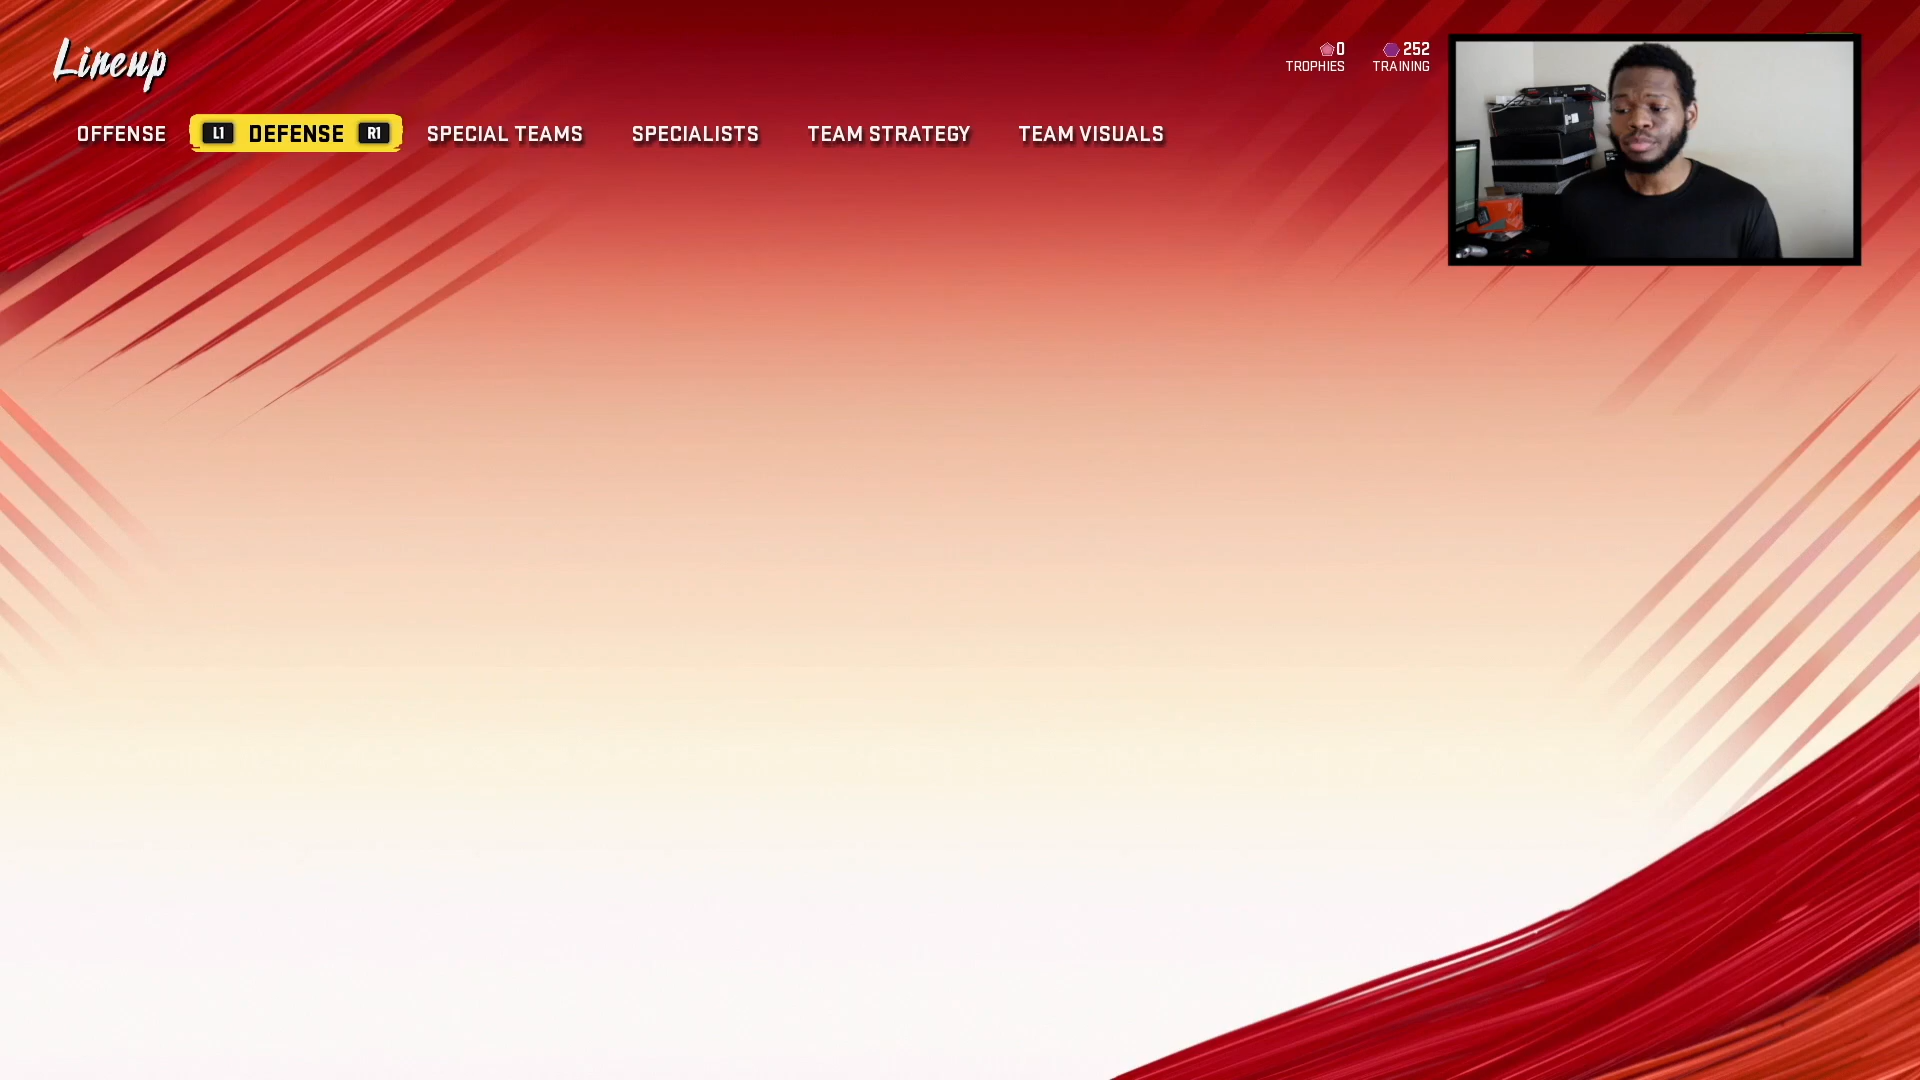 Lineup
0
TROPHIES
252
TRAINING
OFFENSE L1 DEFENSE R1 SPECIAL TEAMS SPECIALISTS TEAM STRATEGY TEAM VISUALS